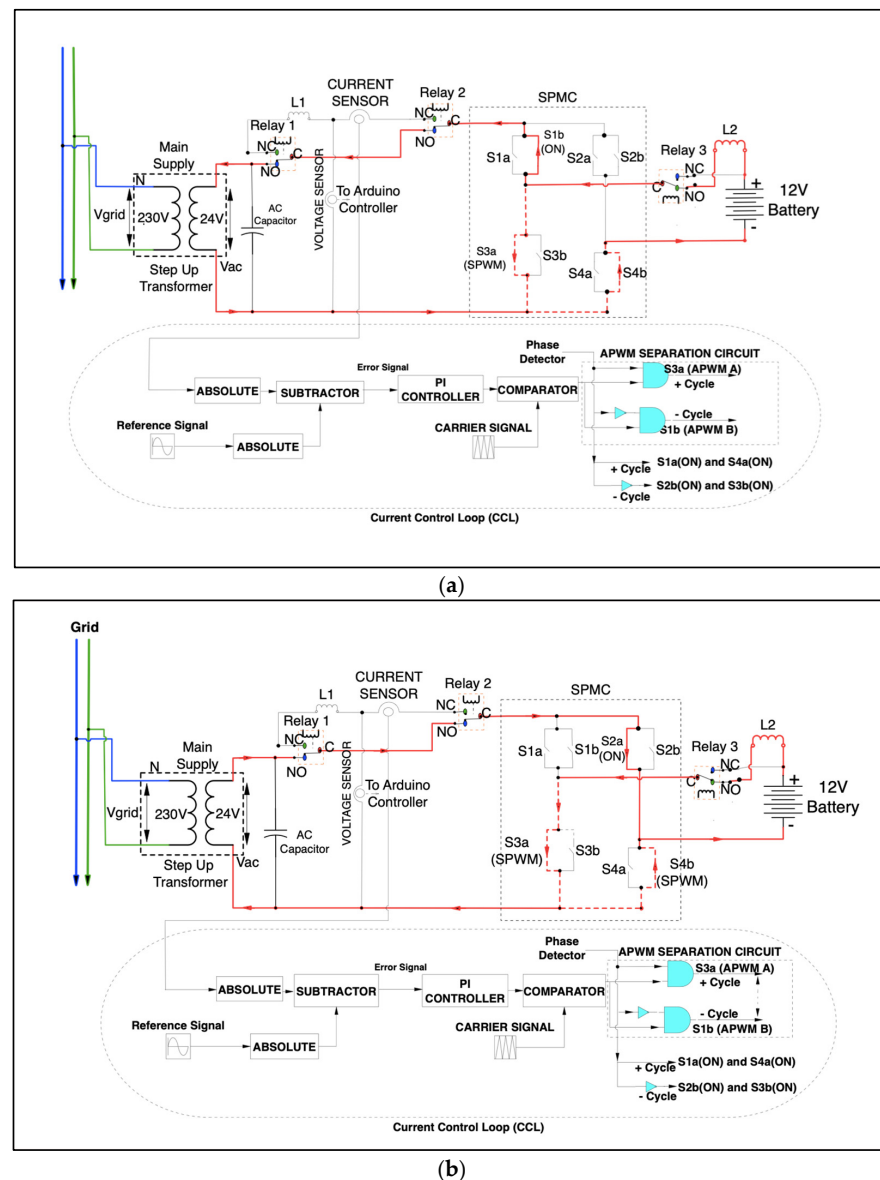 CURRENT
SENSOR
Relay 2
SPMC
L1
NC
C
NO
Relay 1
NC
C
NO
S1b
(ON)
S1a
S2a
S2b
L2
Relay 3
NC
C
NO
+
-
12V
Battery
Main
Supply
N
Vgrid
230V
24V
Vac
Step Up
Transformer
AC
Capacitor
VOLTAGE SENSOR
To Arduino
Controller
S3a
(SPWM)
S3b
S4a
S4b
Phase
Detector
APWM SEPARATION CIRCUIT
S3a (APWM A)
+ Cycle
Error Signal
ABSOLUTE
SUBTRACTOR
PI
CONTROLLER
COMPARATOR
- Cycle
S1b (APWM B)
Reference Signal
ABSOLUTE
CARRIER SIGNAL
+ Cycle
S1a(ON) and S4a(ON)
- Cycle
S2b(ON) and S3b(ON)
Current Control Loop (CCL)
(a)
Grid
CURRENT
SENSOR
Relay 2
SPMC
L1
NC
C
NO
Relay 1
NC
C
NO
S1a
S1b
S2a
(ON)
S2b
L2
Relay 3
NC
C
NO
+
-
12V
Battery
Main
Supply
N
Vgrid
230V
24V
Vac
Step Up
Transformer
AC
Capacitor
VOLTAGE SENSOR
To Arduino
Controller
S3a
(SPWM)
S3b
S4a
S4b
(SPWM)
Phase
Detector
APWM SEPARATION CIRCUIT
S3a (APWM A)
+ Cycle
Error Signal
ABSOLUTE
SUBTRACTOR
PI
CONTROLLER
COMPARATOR
- Cycle
S1b (APWM B)
Reference Signal
ABSOLUTE
CARRIER SIGNAL
+ Cycle
S1a(ON) and S4a(ON)
- Cycle
S2b(ON) and S3b(ON)
Current Control Loop (CCL)
(b)